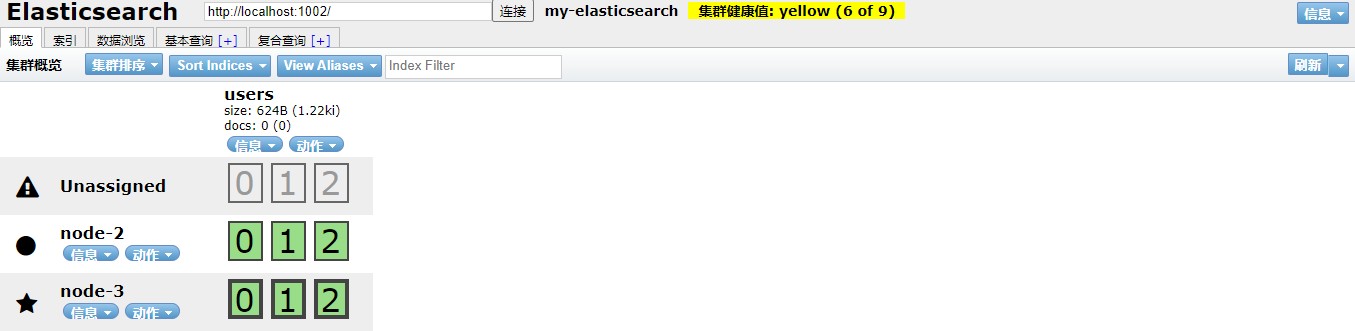 Elasticsearch http://localhost:1002/ 连接 my-elasticsearch 集群健康值: yellow (6 of 9) 信息
概览 索引 数据浏览 基本查询 [+] 复合查询 [+]
集群概览 集群排序 Sort Indices View Aliases Index Filter 刷新
users
size: 624B (1.22ki)
docs: 0 (0)
信息 动作
Unassigned 0 1 2
node-2 0 1 2
信息 动作
node-3 0 1 2
信息 动作